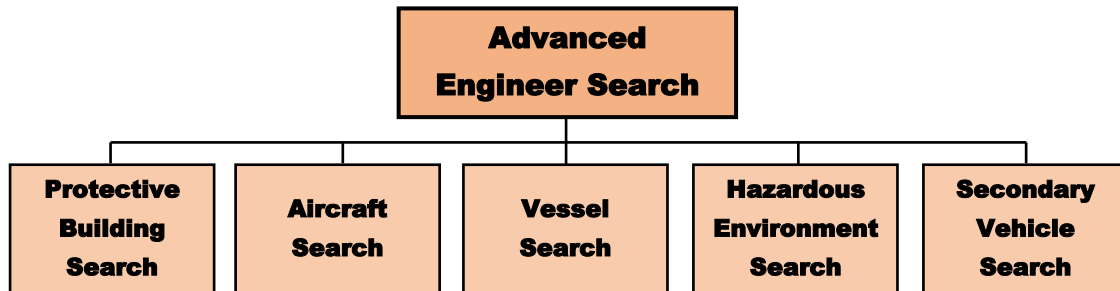 Advanced
Engineer Search
Protective
Building
Search
Aircraft
Search
Vessel
Search
Hazardous
Environment
Search
Secondary
Vehicle
Search